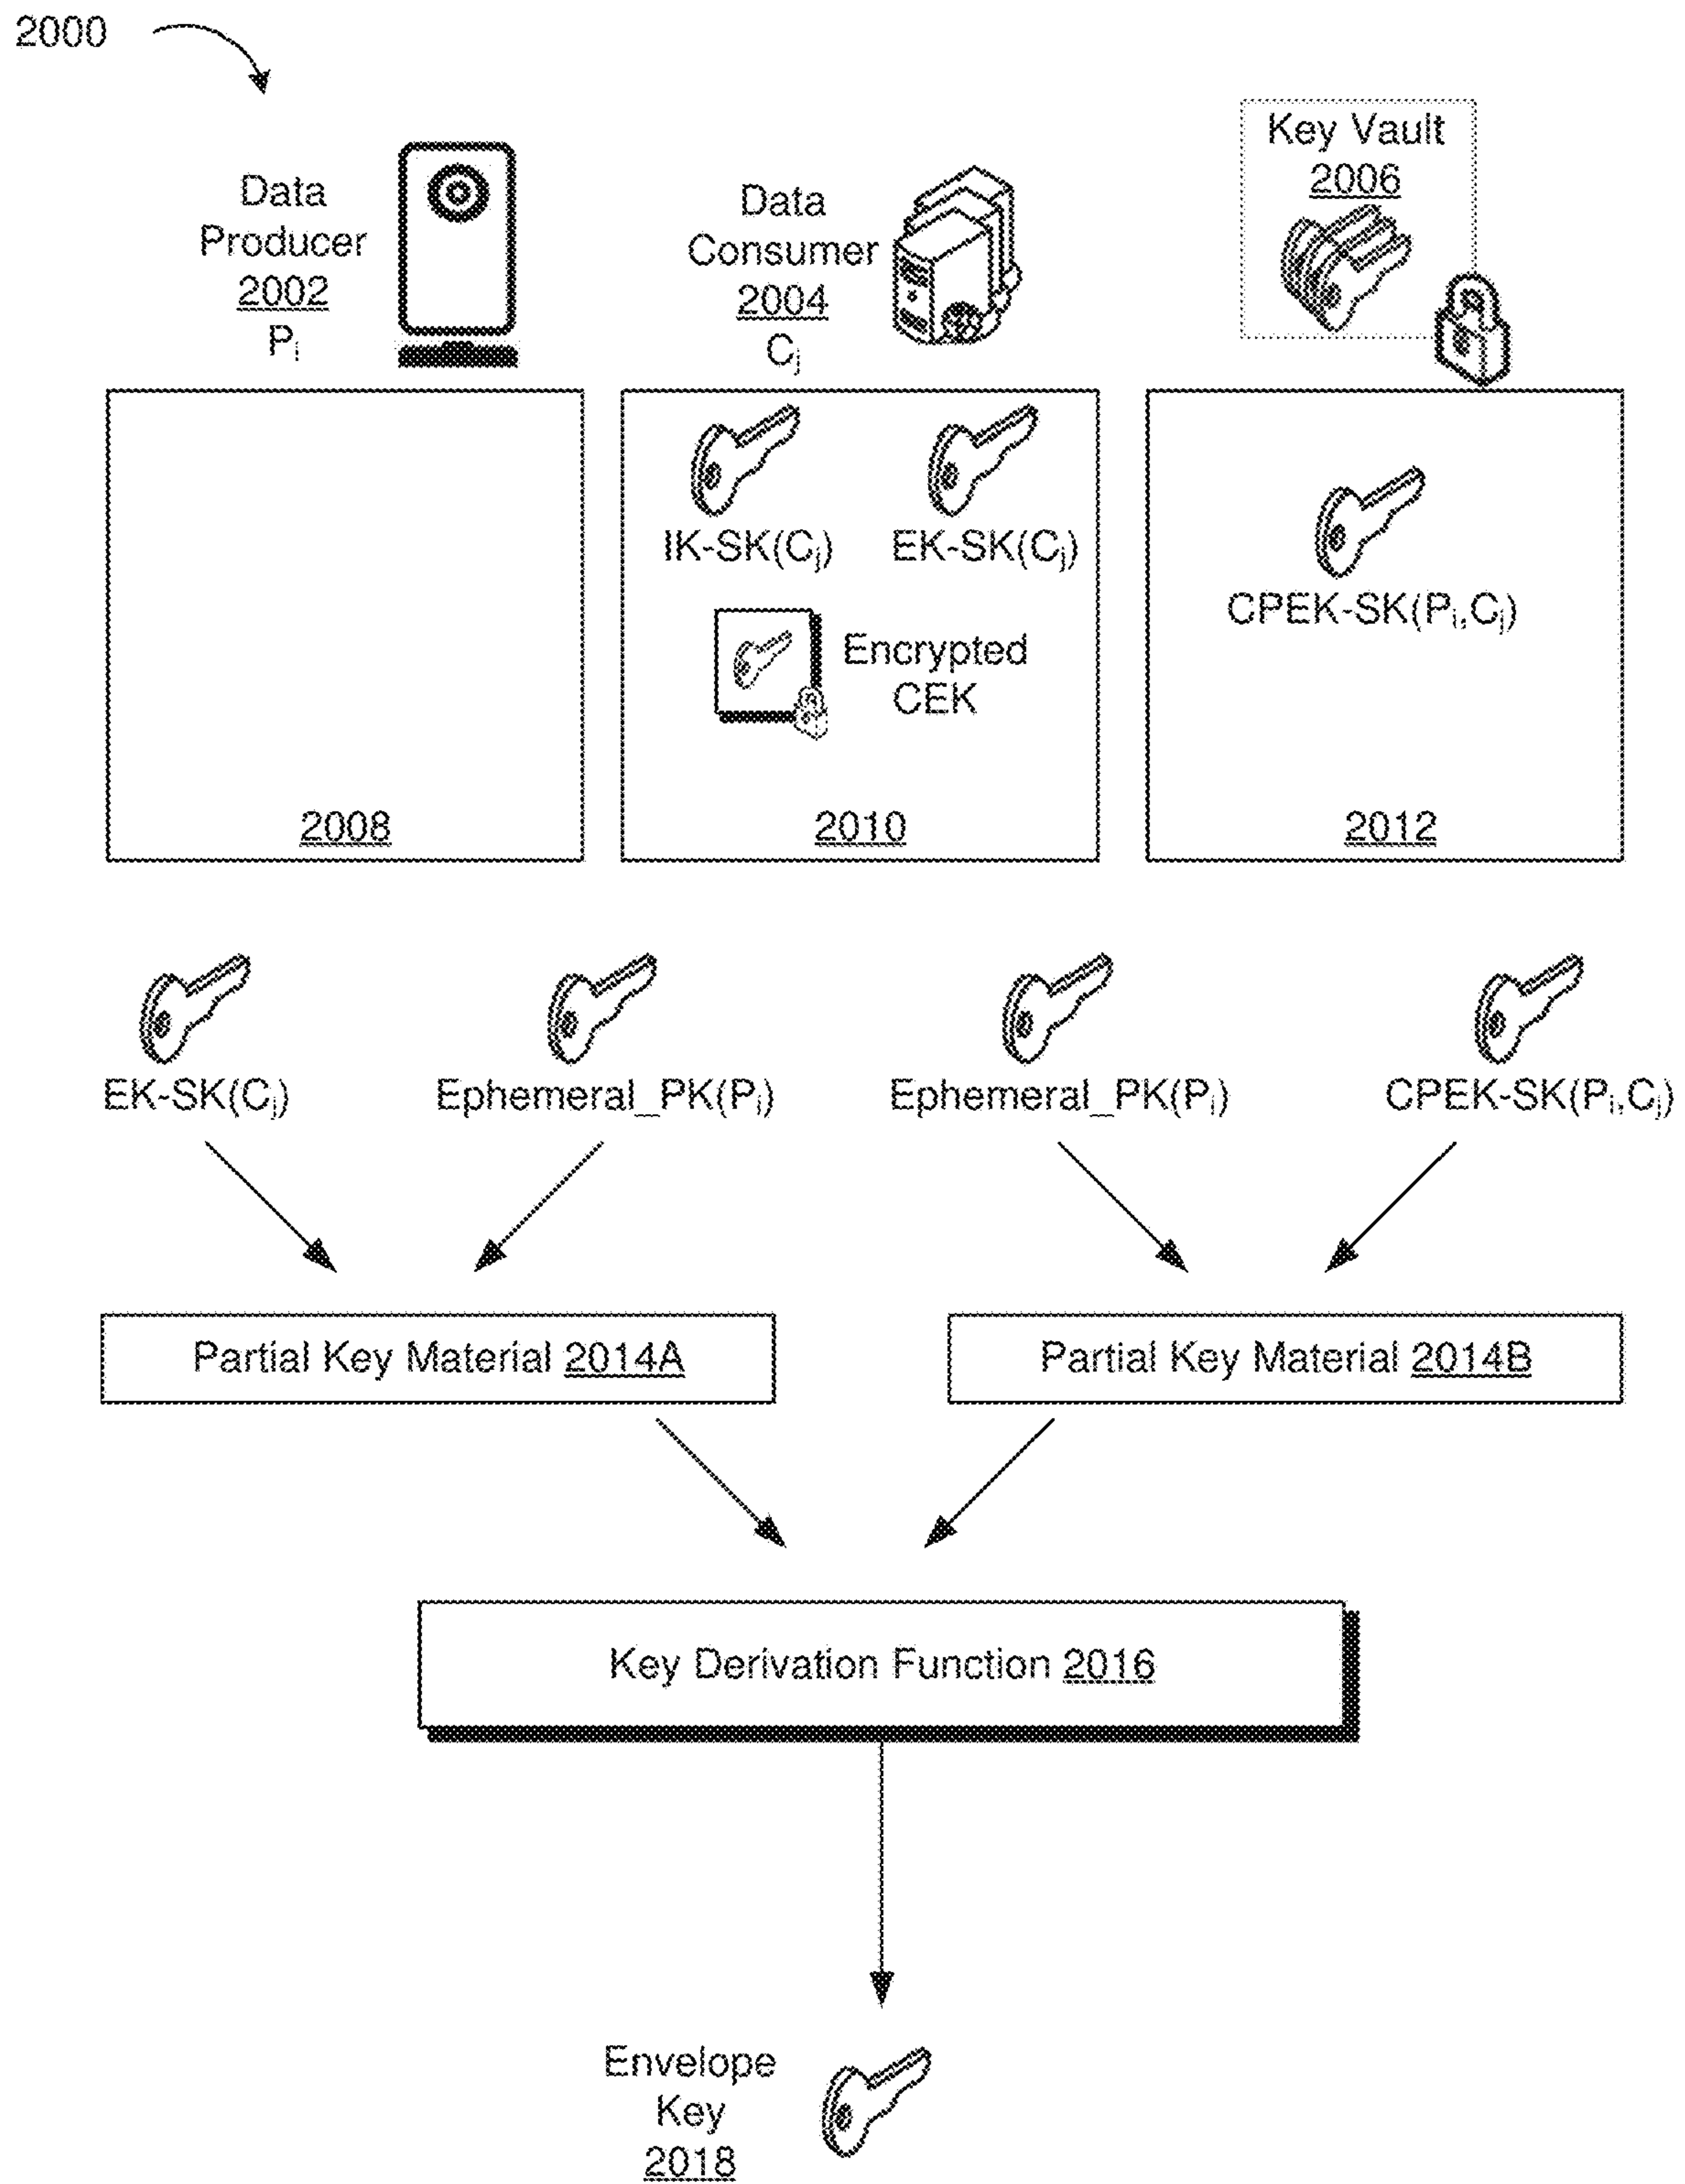 2000
Data
Producer
2002
Pᵢ
Data
Consumer
2004
Cⱼ
Key Vault
2006
2008
IK-SK(Cⱼ)
EK-SK(Cⱼ)
Encrypted
CEK
2010
CPEK-SK(Pᵢ,Cⱼ)
2012
EK-SK(Cⱼ)
Ephemeral_PK(Pᵢ)
Ephemeral_PK(Pᵢ)
CPEK-SK(Pᵢ,Cⱼ)
Partial Key Material 2014A
Partial Key Material 2014B
Key Derivation Function 2016
Envelope
Key
2018